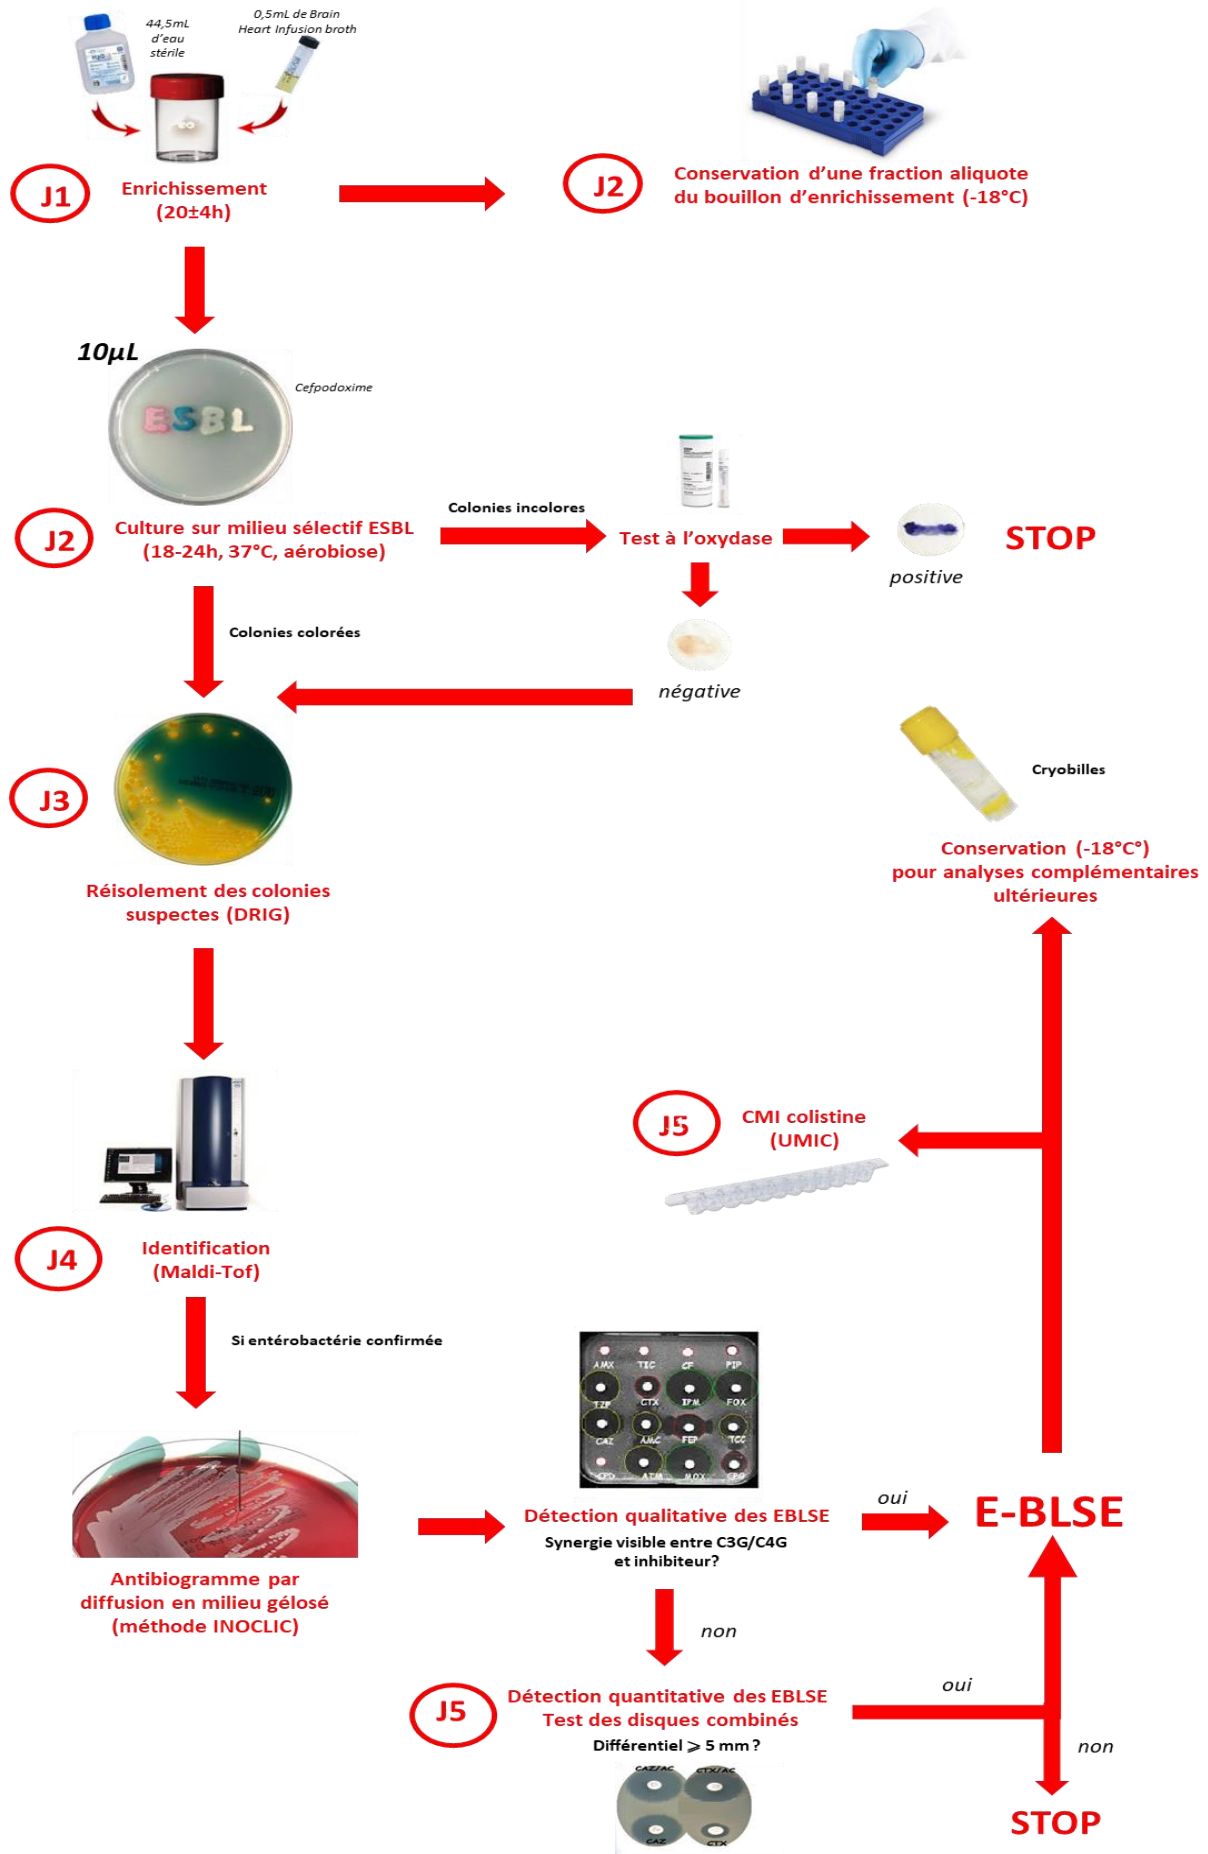 44,5mL
d'eau
stérile
0,5mL de Brain
Heart Infusion broth
J1
Enrichissement
(20±4h)
J2
Conservation d'une fraction aliquote
du bouillon d'enrichissement (-18°C)
10µL
Cefpodoxime
ESBL
J2
Culture sur milieu sélectif ESBL
(18-24h, 37°C, aérobiose)
Colonies incolores
Test à l'oxydase
positive
STOP
Colonies colorées
négative
J3
Réisolement des colonies
suspectes (DRIG)
Cryobilles
Conservation (-18°C°)
pour analyses complémentaires
ultérieures
J5
CMI colistine
(UMIC)
J4
Identification
(Maldi-Tof)
Si entérobactérie confirmée
AMX TIC CF PIP
TZP CTX IPM FOX
CAZ AMC FEP TCC
CPD ATM MOX
Antibiogramme par
diffusion en milieu gélosé
(méthode INOCLIC)
Détection qualitative des EBLSE
Synergie visible entre C3G/C4G
et inhibiteur?
oui
E-BLSE
non
J5
Détection quantitative des EBLSE
Test des disques combinés
Différentiel ⩾ 5 mm ?
oui
non
CAZ/AC CTX/AC
CAZ CTX
STOP